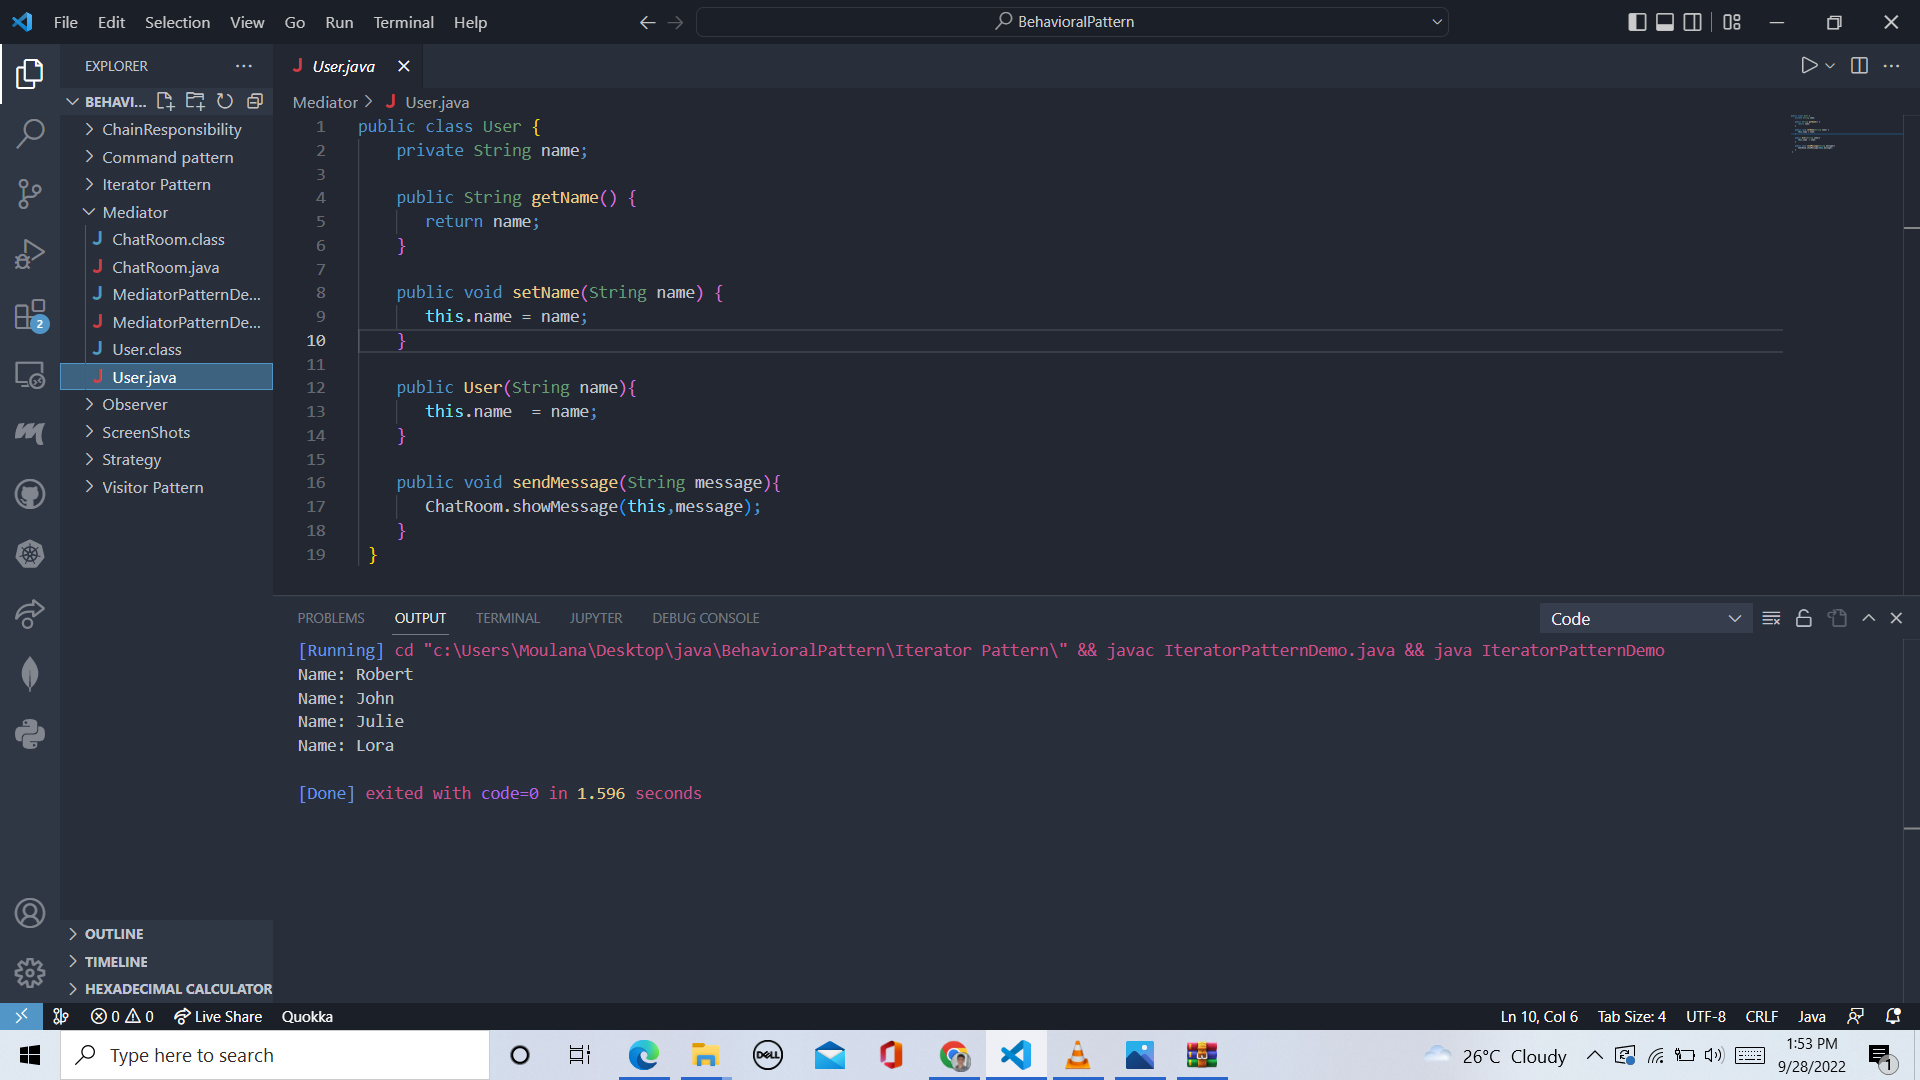 File Edit Selection View Go Run Terminal Help
BehavioralPattern
EXPLORER
BEHAVI...
ChainResponsibility
Command pattern
Iterator Pattern
Mediator
ChatRoom.class
ChatRoom.java
MediatorPatternDe...
MediatorPatternDe...
User.class
User.java
Observer
ScreenShots
Strategy
Visitor Pattern
OUTLINE
TIMELINE
HEXADECIMAL CALCULATOR
2
User.java
Mediator > User.java
1 public class User {
2 private String name;
3
4 public String getName() {
5 return name;
6 }
7
8 public void setName(String name) {
9 this.name = name;
10 }
11
12 public User(String name){
13 this.name  = name;
14 }
15
16 public void sendMessage(String message){
17 ChatRoom.showMessage(this,message);
18 }
19 }
PROBLEMS OUTPUT TERMINAL JUPYTER DEBUG CONSOLE
Code
[Running] cd "c:\Users\Moulana\Desktop\java\BehavioralPattern\Iterator Pattern\" && javac IteratorPatternDemo.java && java IteratorPatternDemo
Name: Robert
Name: John
Name: Julie
Name: Lora
[Done] exited with code=0 in 1.596 seconds
0 0 Live Share Quokka
Ln 10, Col 6 Tab Size: 4 UTF-8 CRLF Java
Type here to search
DELL
26°C Cloudy
1:53 PM
9/28/2022
1